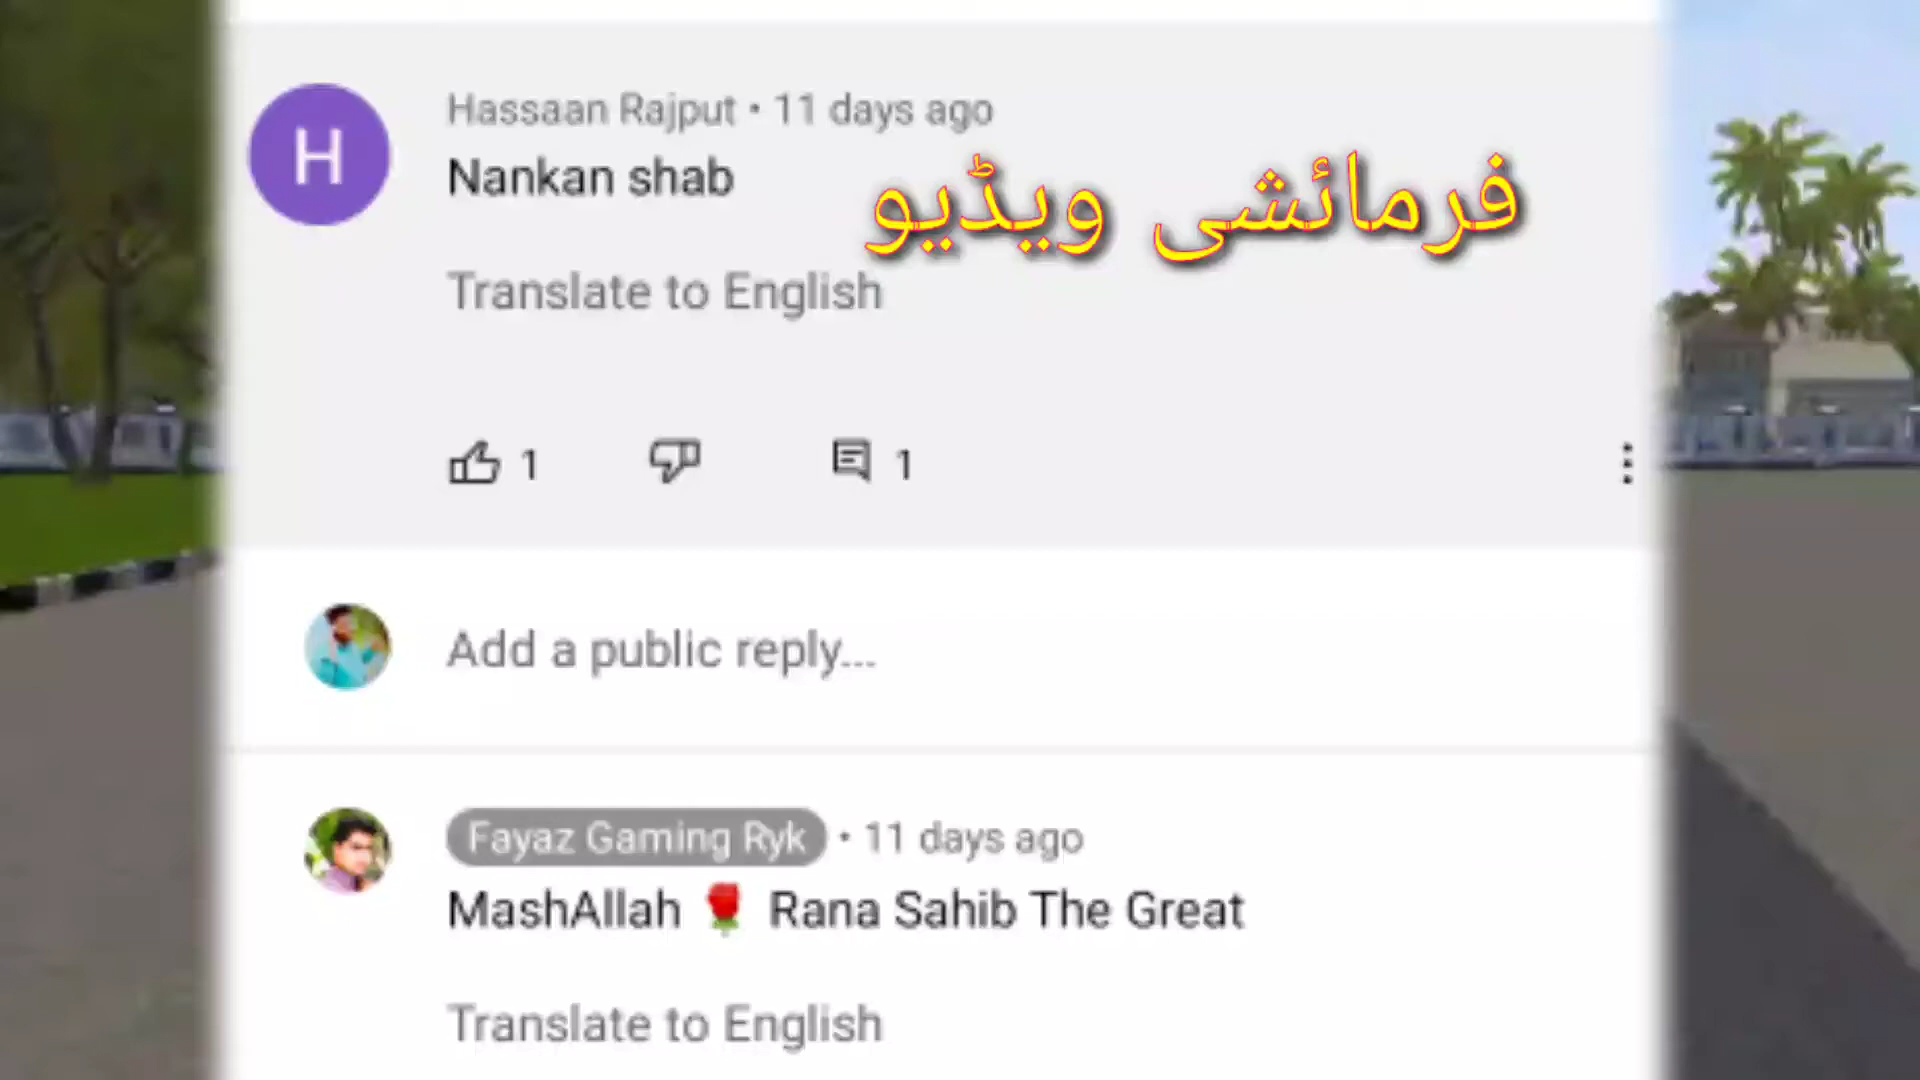 H
Hassaan Rajput • 11 days ago
Nankan shab
فرمائشی ویڈیو
Translate to English
1 1
Add a public reply...
Fayaz Gaming Ryk • 11 days ago
MashAllah 🌹 Rana Sahib The Great
Translate to English